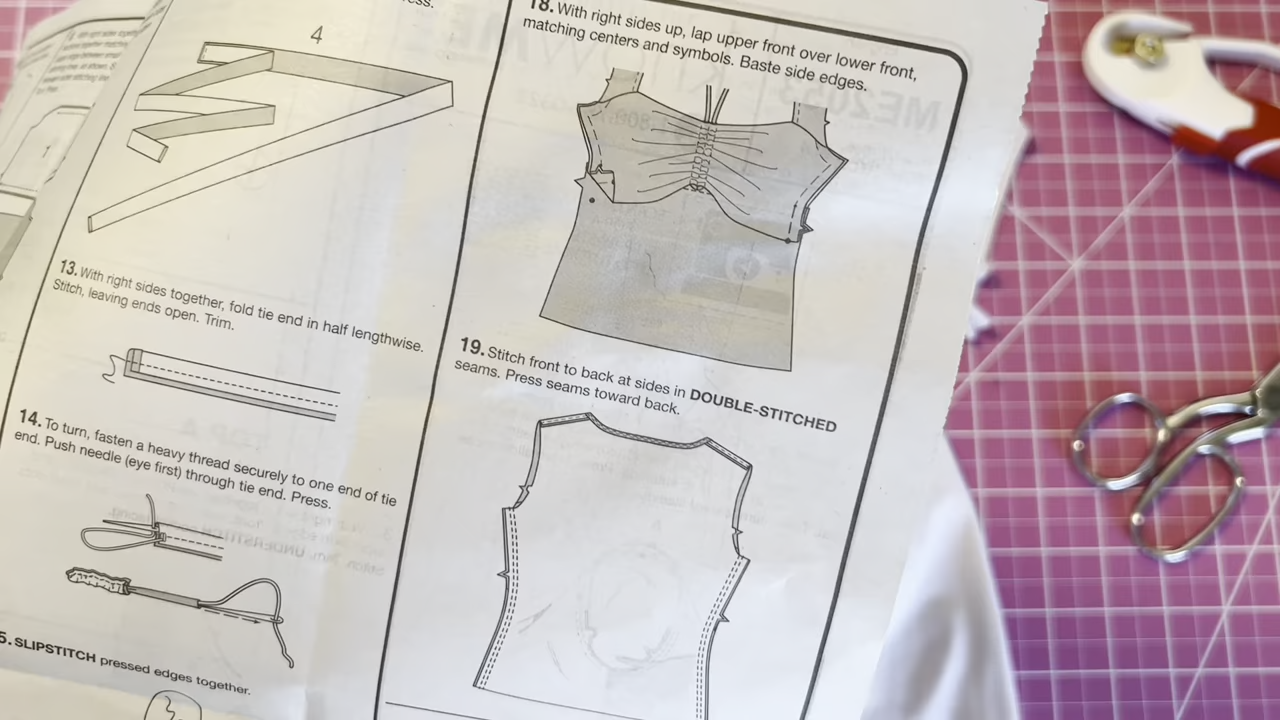 4
13. With right sides together, fold tie end in half lengthwise.
Stitch, leaving ends open. Trim.
14. To turn, fasten a heavy thread securely to one end of tie
end. Push needle (eye first) through tie end. Press.
5. SLIPSTITCH pressed edges together.
18. With right sides up, lap upper front over lower front,
matching centers and symbols. Baste side edges.
19. Stitch front to back at sides in DOUBLE-STITCHED
seams. Press seams toward back.